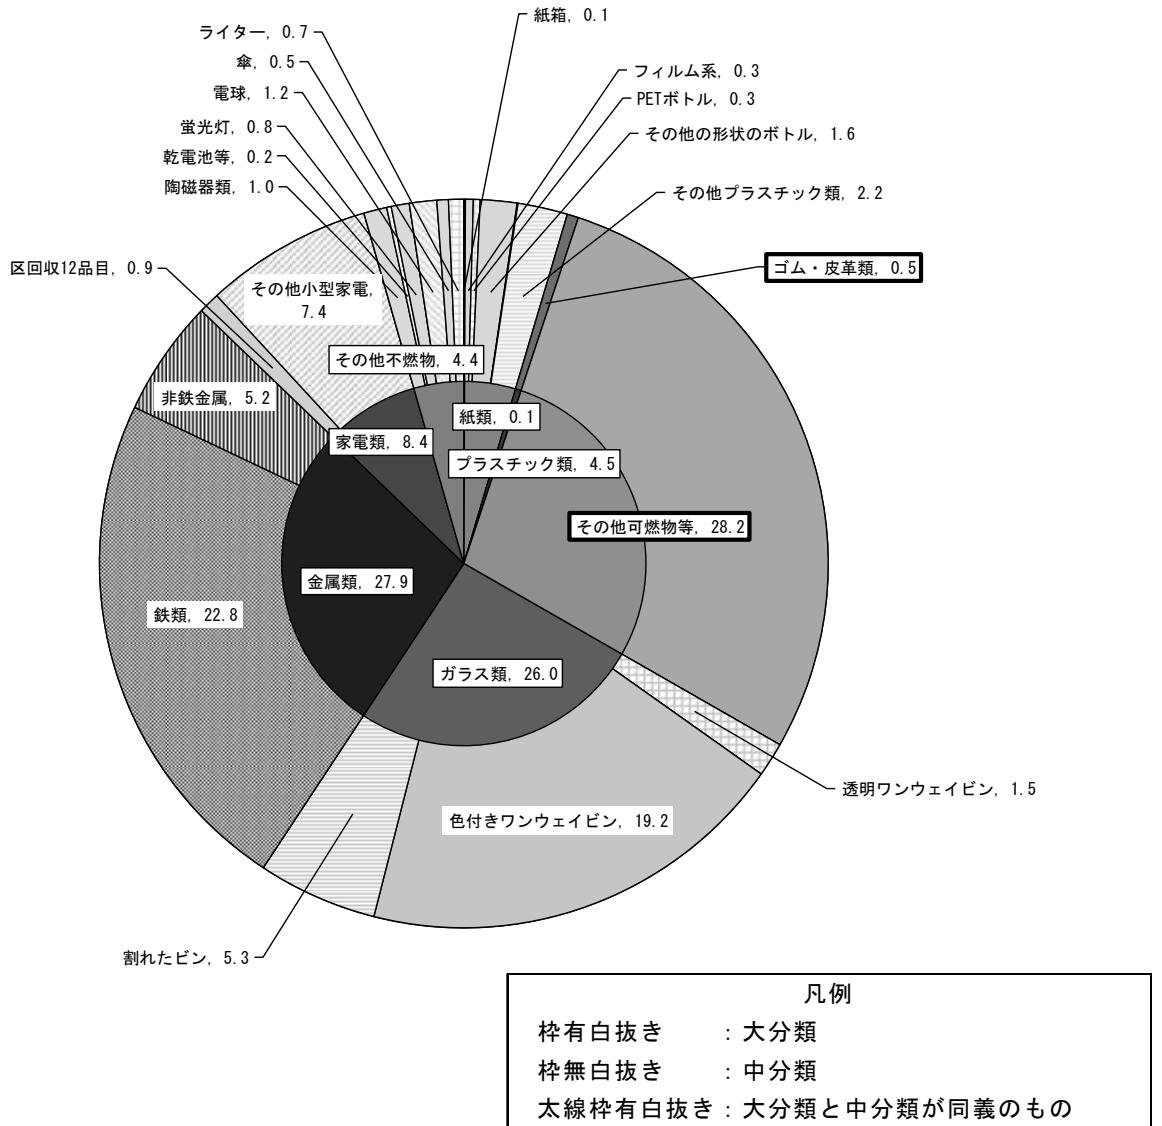 紙箱, 0.1
ライター, 0.7
傘, 0.5
電球, 1.2
蛍光灯, 0.8
乾電池等, 0.2
陶磁器類, 1.0
フィルム系, 0.3
PETボトル, 0.3
その他の形状のボトル, 1.6
その他プラスチック類, 2.2
ゴム・皮革類, 0.5
区回収12品目, 0.9
その他小型家電,
7.4
その他不燃物, 4.4
非鉄金属, 5.2
紙類, 0.1
家電類, 8.4
プラスチック類, 4.5
その他可燃物等, 28.2
金属類, 27.9
鉄類, 22.8
ガラス類, 26.0
透明ワンウェイビン, 1.5
色付きワンウェイビン, 19.2
割れたビン, 5.3
凡例
枠有白抜き : 大分類
枠無白抜き : 中分類
太線枠有白抜き : 大分類と中分類が同義のもの